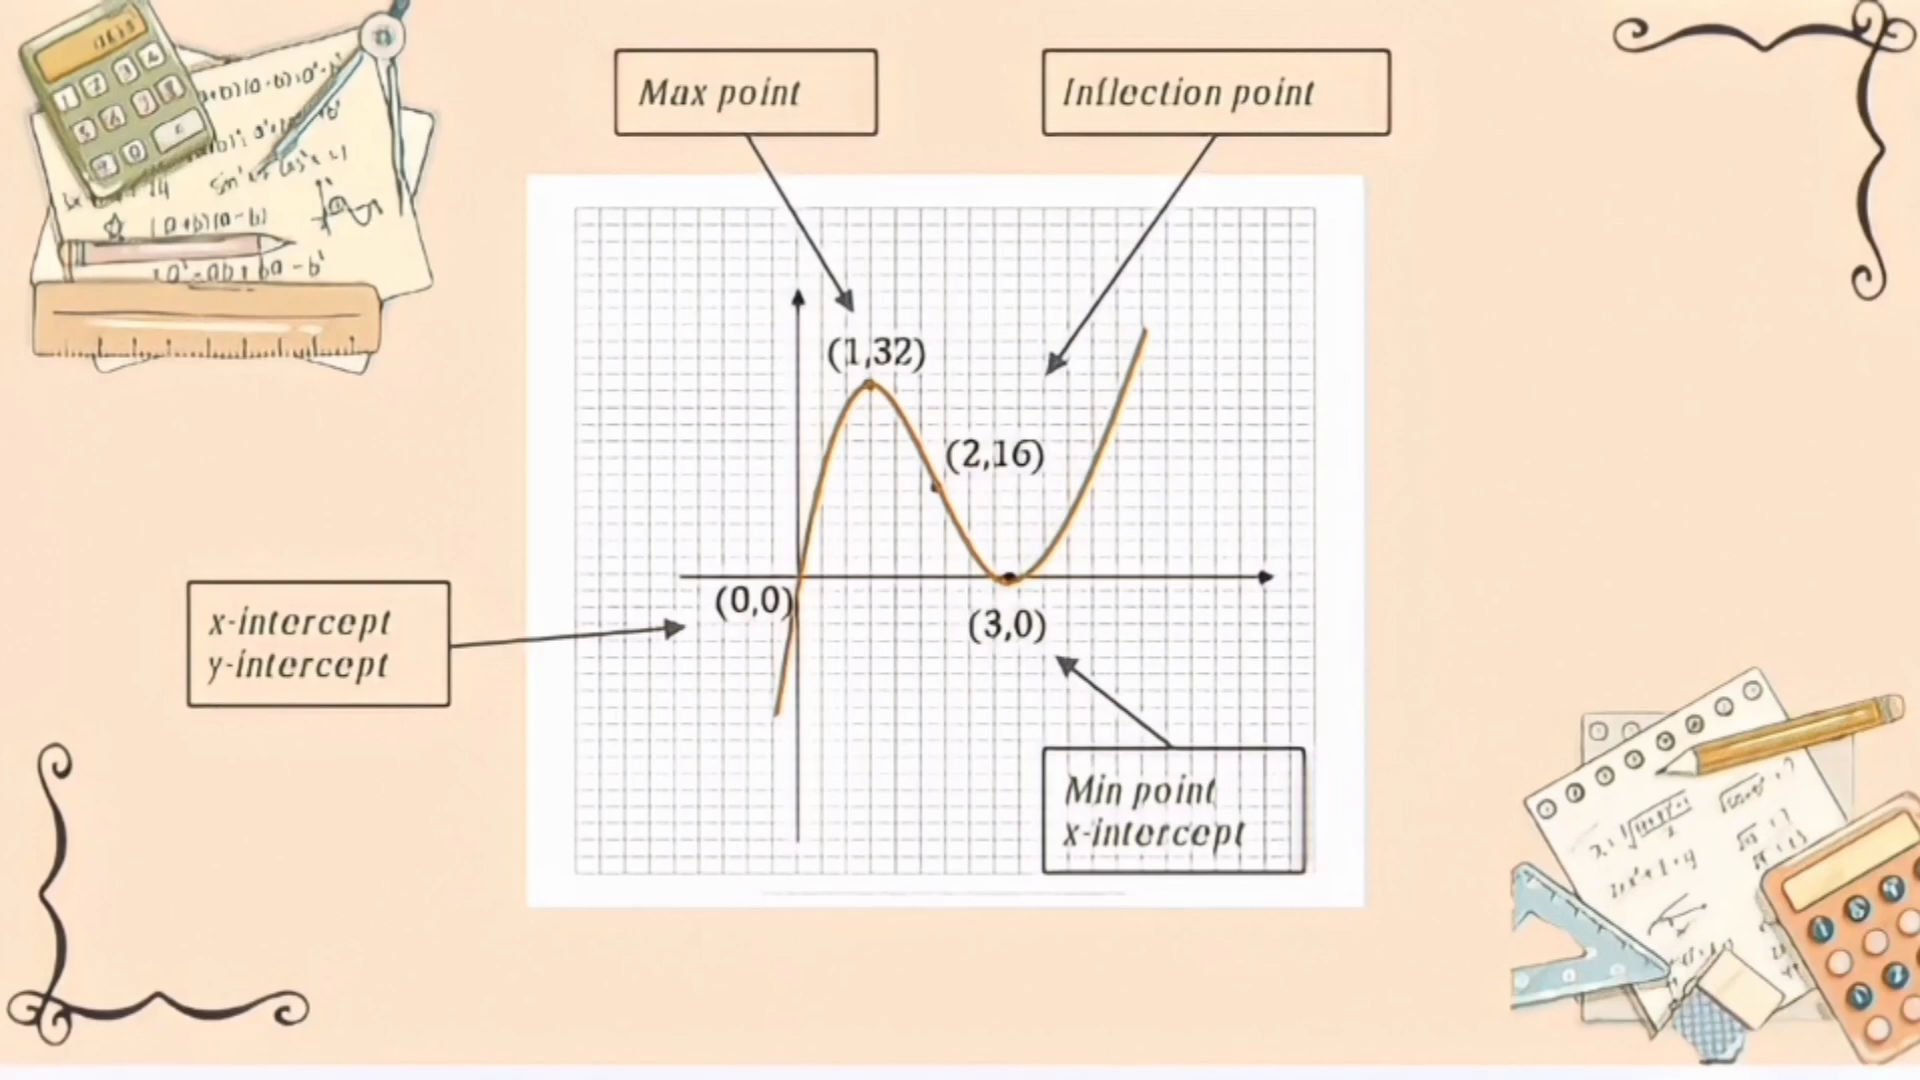 Max point
Inflection point
(1,32)
(2,16)
(0,0)
(3,0)
x-intercept
y-intercept
Min point
x-intercept
(a+b)(a-b)